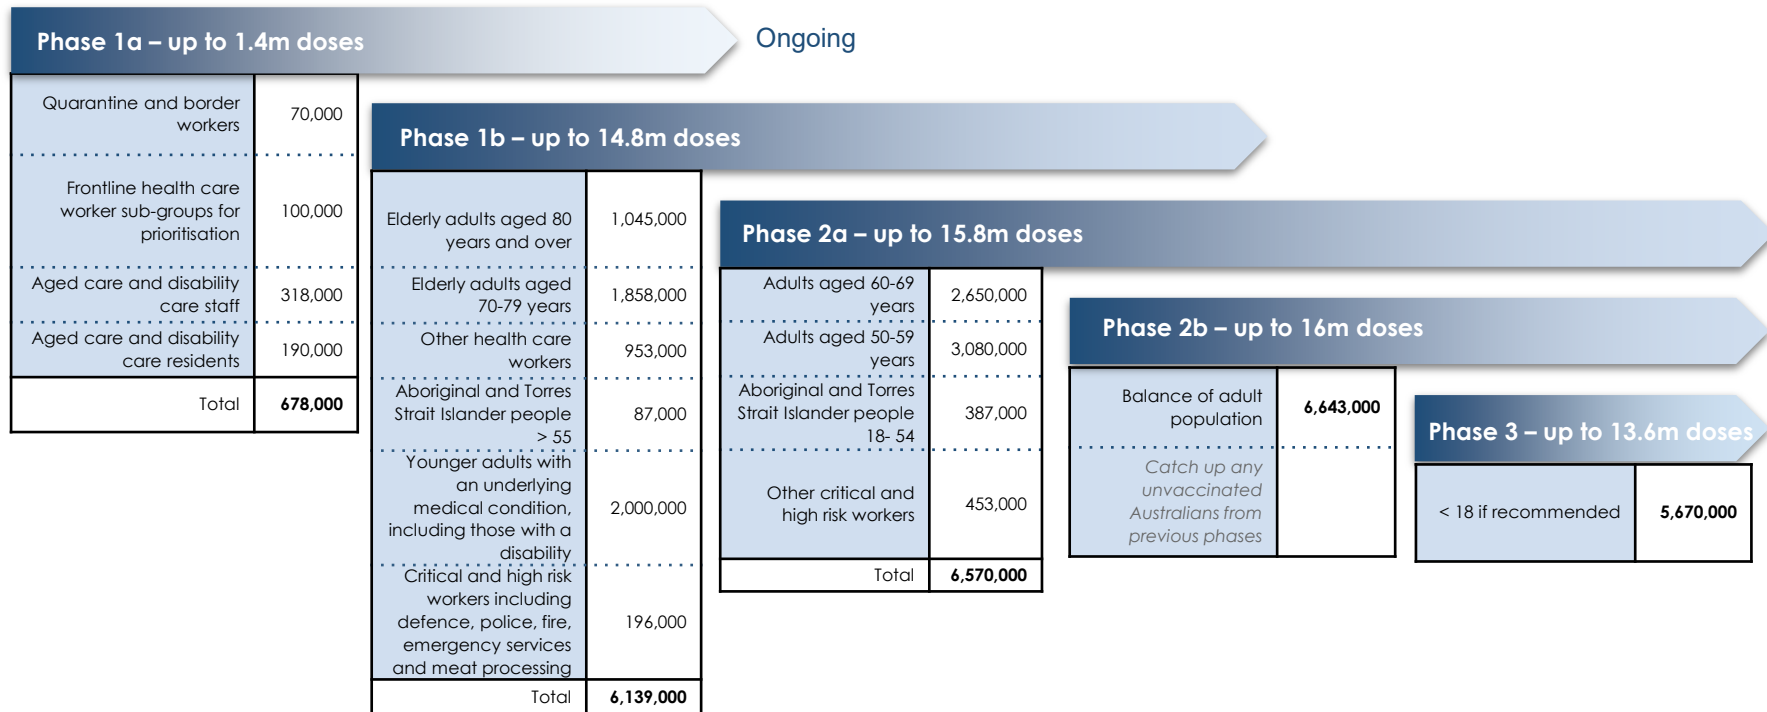 Phase 1a – up to 1.4m doses
Ongoing
Quarantine and border
workers
70,000
Frontline health care
worker sub-groups for
prioritisation
100,000
Aged care and disability
care staff
318,000
Aged care and disability
care residents
190,000
Total
678,000
Phase 1b – up to 14.8m doses
Elderly adults aged 80
years and over
1,045,000
Elderly adults aged
70-79 years
1,858,000
Other health care
workers
953,000
Aboriginal and Torres
Strait Islander people
> 55
87,000
Younger adults with
an underlying
medical condition,
including those with a
disability
2,000,000
Critical and high risk
workers including
defence, police, fire,
emergency services
and meat processing
196,000
Total
6,139,000
Phase 2a – up to 15.8m doses
Adults aged 60-69
years
2,650,000
Adults aged 50-59
years
3,080,000
Aboriginal and Torres
Strait Islander people
18- 54
387,000
Other critical and
high risk workers
453,000
Total
6,570,000
Phase 2b – up to 16m doses
Balance of adult
population
6,643,000
Catch up any
unvaccinated
Australians from
previous phases
Phase 3 – up to 13.6m doses
< 18 if recommended
5,670,000